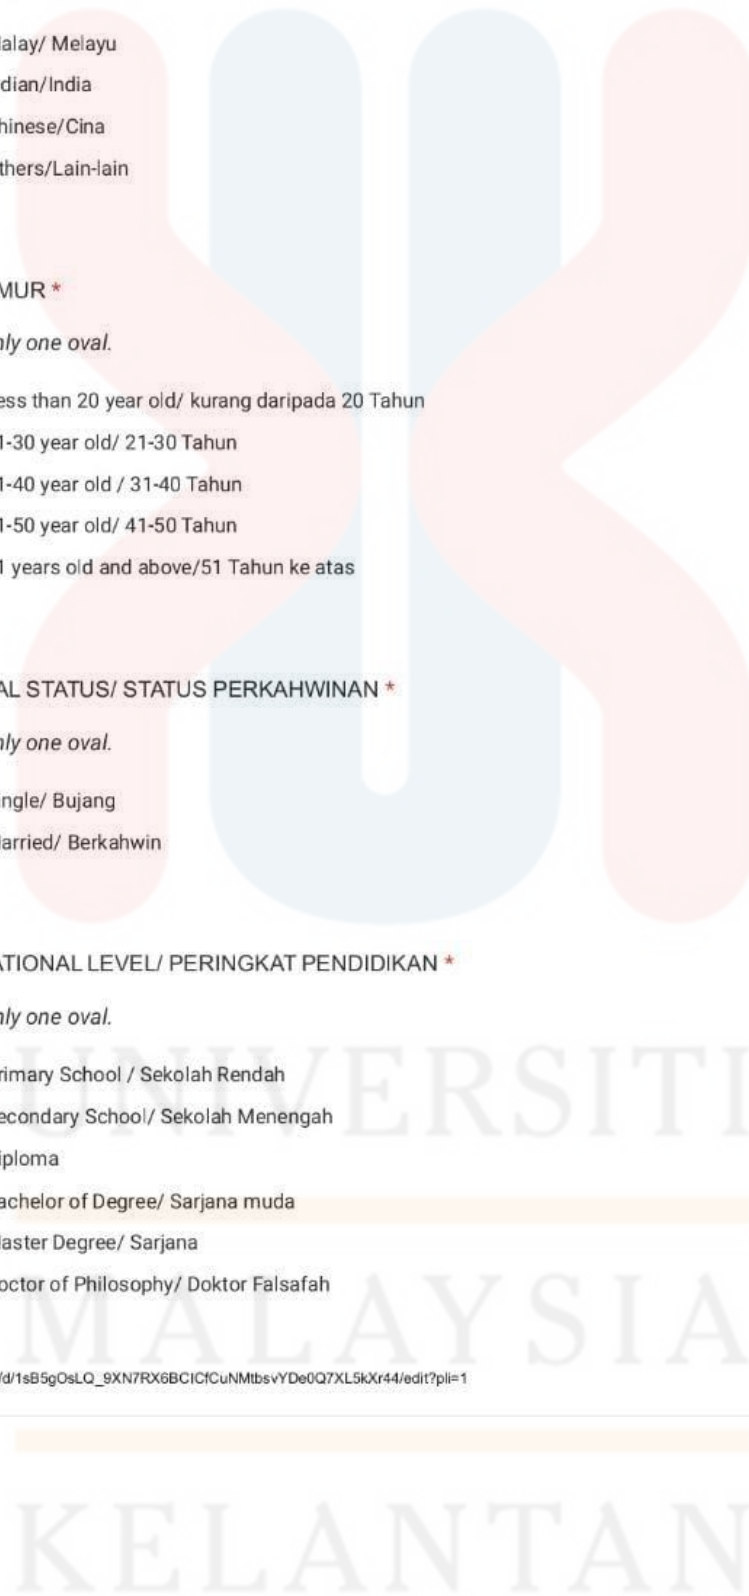 alay/ Melayu
dian/India
hinese/Cina
thers/Lain-lain
MUR *
nly one oval.
ess than 20 year old/ kurang daripada 20 Tahun
1-30 year old/ 21-30 Tahun
1-40 year old / 31-40 Tahun
1-50 year old/ 41-50 Tahun
1 years old and above/51 Tahun ke atas
AL STATUS/ STATUS PERKAHWINAN *
nly one oval.
ingle/ Bujang
arried/ Berkahwin
ATIONAL LEVEL/ PERINGKAT PENDIDIKAN *
nly one oval.
rimary School / Sekolah Rendah
UNIVERSITI
econdary School/ Sekolah Menengah
iploma
achelor of Degree/ Sarjana muda
aster Degree/ Sarjana
octor of Philosophy/ Doktor Falsafah
MALAYSIA
/d/1sB5gOsLQ_9XN7RX6BCICfCuNMtbsvYDe0Q7XL5kXr44/edit?pli=1
KELANTAN